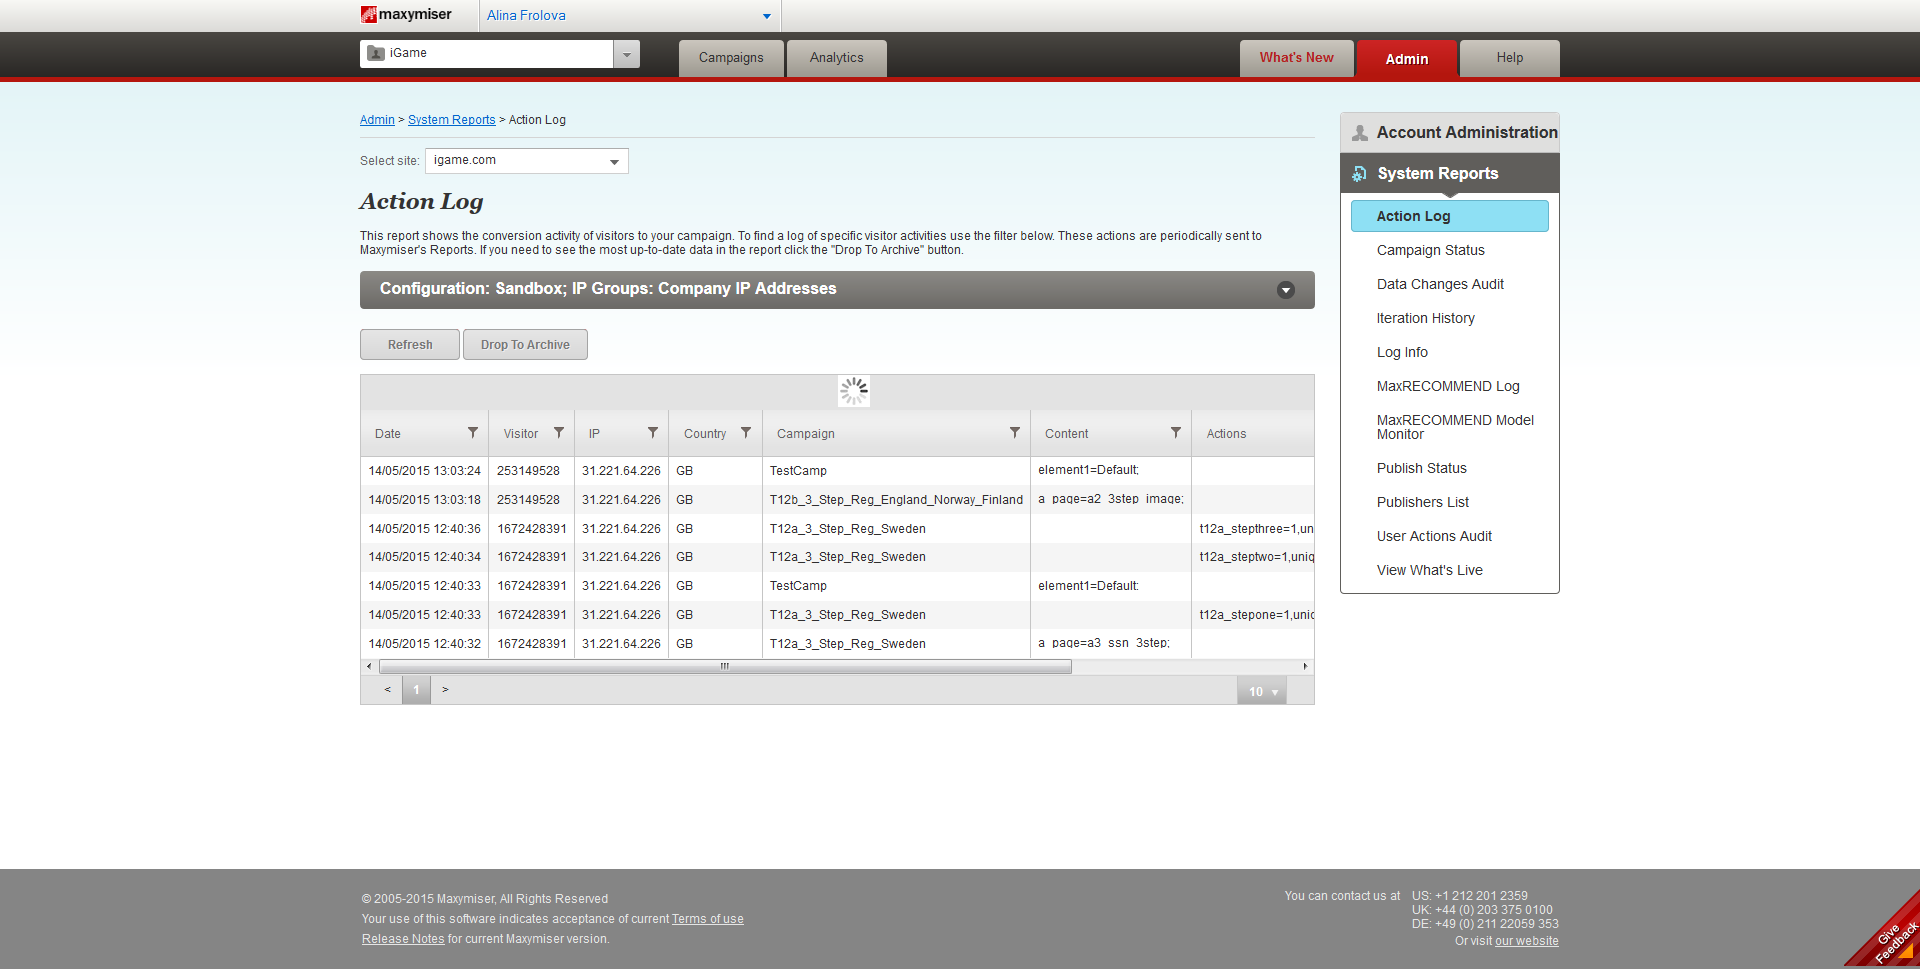 maxymiser
Alina Frolova
iGame
Campaigns
Analytics
What's New
Admin
Help
Admin > System Reports > Action Log
Select site: igame.com
Action Log
This report shows the conversion activity of visitors to your campaign. To find a log of specific visitor activities use the filter below. These actions are periodically sent to
Maxymiser's Reports. If you need to see the most up-to-date data in the report click the "Drop To Archive" button.
Configuration: Sandbox; IP Groups: Company IP Addresses
Refresh
Drop To Archive
Date Visitor IP Country Campaign Content Actions
14/05/2015 13:03:24 253149528 31.221.64.226 GB TestCamp element1=Default;
14/05/2015 13:03:18 253149528 31.221.64.226 GB T12b_3_Step_Reg_England_Norway_Finland a_page=a2_3step_image;
14/05/2015 12:40:36 1672428391 31.221.64.226 GB T12a_3_Step_Reg_Sweden t12a_stepthree=1,un
14/05/2015 12:40:34 1672428391 31.221.64.226 GB T12a_3_Step_Reg_Sweden t12a_steptwo=1,uniq
14/05/2015 12:40:33 1672428391 31.221.64.226 GB TestCamp element1=Default;
14/05/2015 12:40:33 1672428391 31.221.64.226 GB T12a_3_Step_Reg_Sweden t12a_stepone=1,uni
14/05/2015 12:40:32 1672428391 31.221.64.226 GB T12a_3_Step_Reg_Sweden a_page=a3_ssn_3step;
< 1 >
10
Account Administration
System Reports
Action Log
Campaign Status
Data Changes Audit
Iteration History
Log Info
MaxRECOMMEND Log
MaxRECOMMEND Model
Monitor
Publish Status
Publishers List
User Actions Audit
View What's Live
© 2005-2015 Maxymiser, All Rights Reserved
Your use of this software indicates acceptance of current Terms of use
Release Notes for current Maxymiser version.
You can contact us at US: +1 212 201 2359
UK: +44 (0) 203 375 0100
DE: +49 (0) 211 22059 353
Or visit our website
Give
Feedback